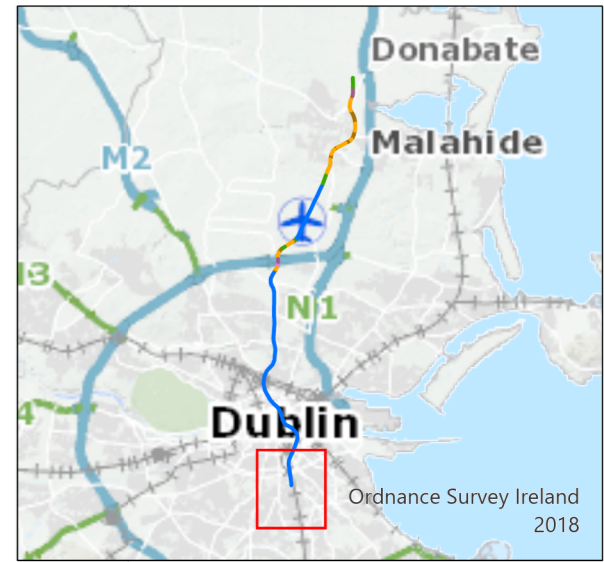 Donabate
Malahide
M2
N1
Dublin
Ordnance Survey Ireland
2018